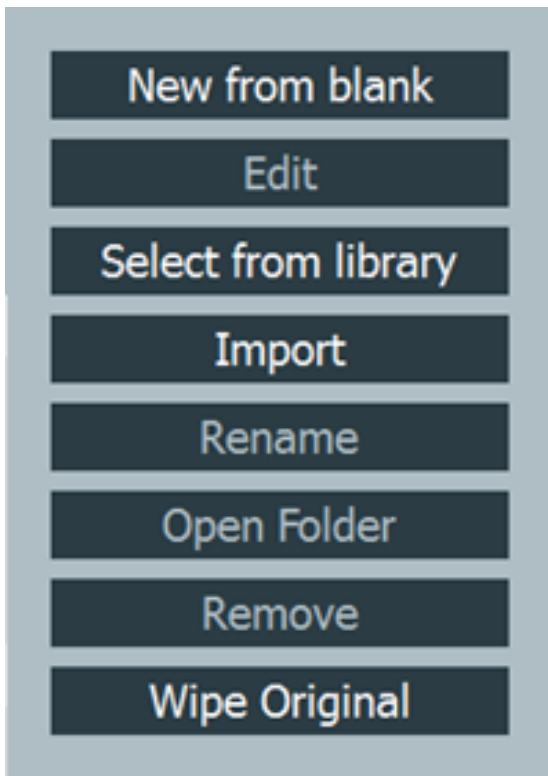 New from blank
Edit
Select from library
Import
Rename
Open Folder
Remove
Wipe Original